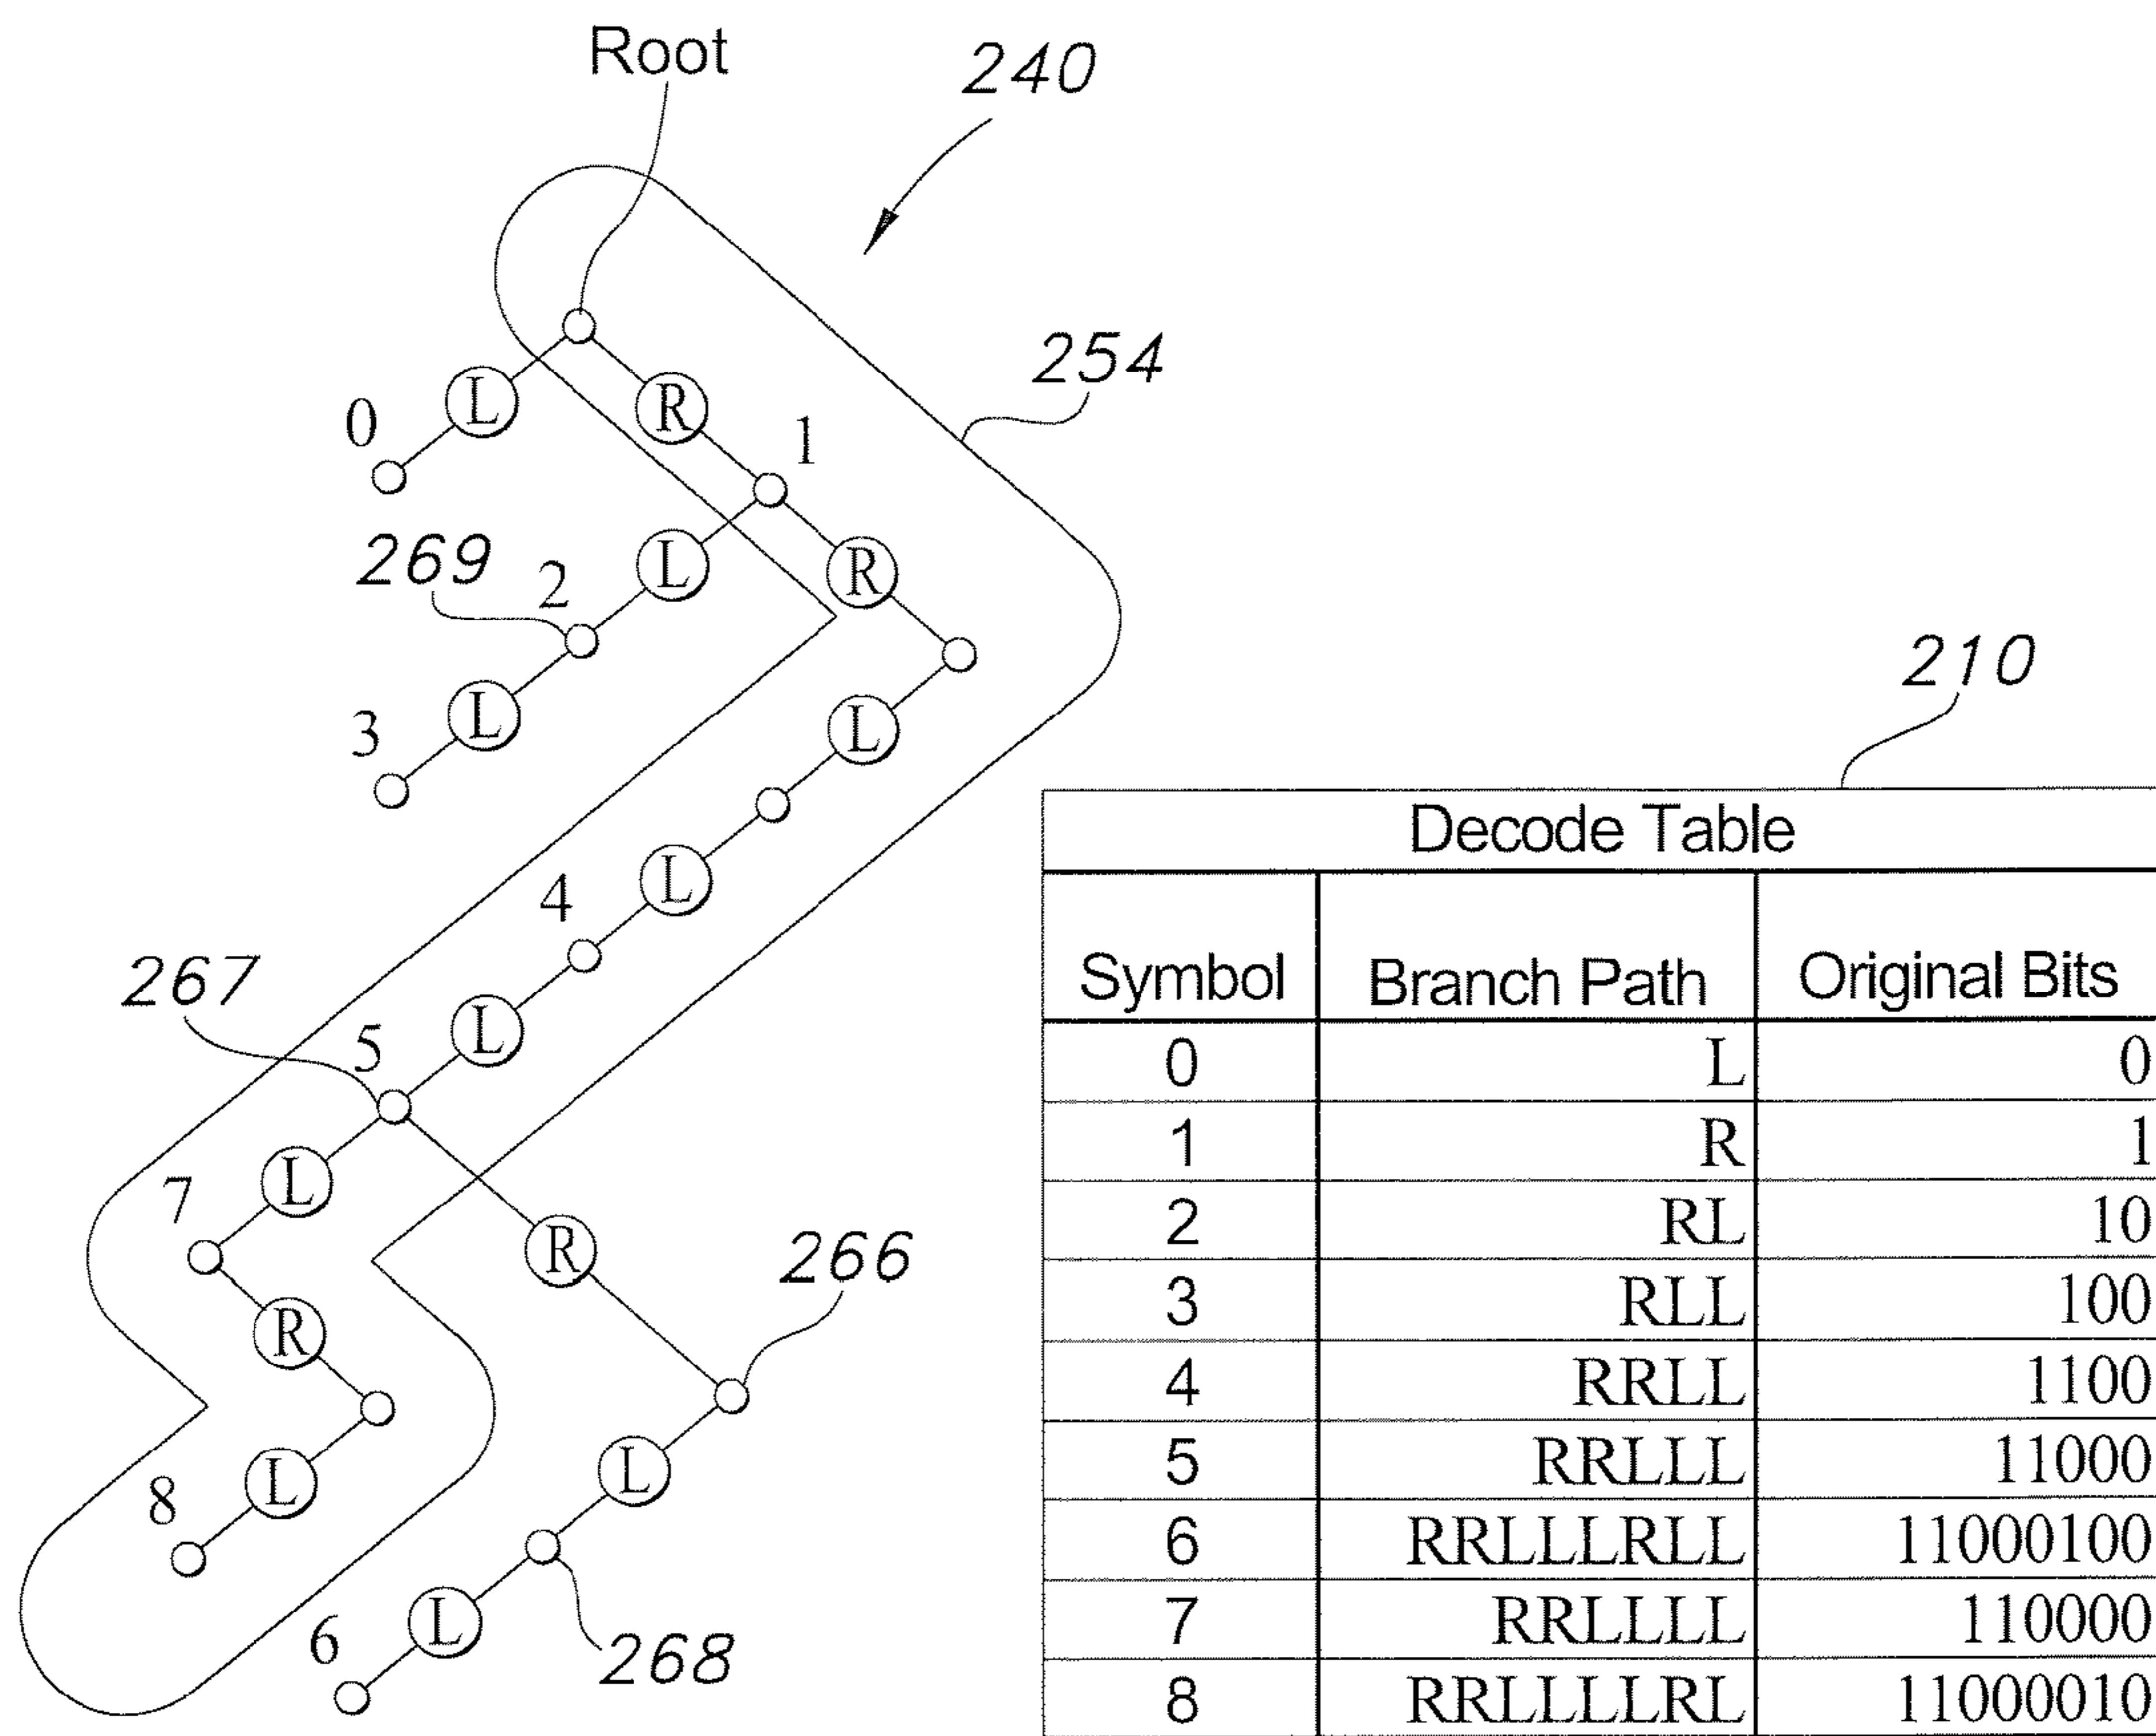 Root
240
254
L
R
0
1
L
R
269
2
L
L
3
L
4
267
L
5
L
R
7
R
266
L
L
8
L
6
268
210
Decode Table
Symbol Branch Path Original Bits
0 L 0
1 R 1
2 RL 10
3 RLL 100
4 RRLL 1100
5 RRLLL 11000
6 RRLLLRLL 11000100
7 RRLLLL 110000
8 RRLLLLRL 11000010